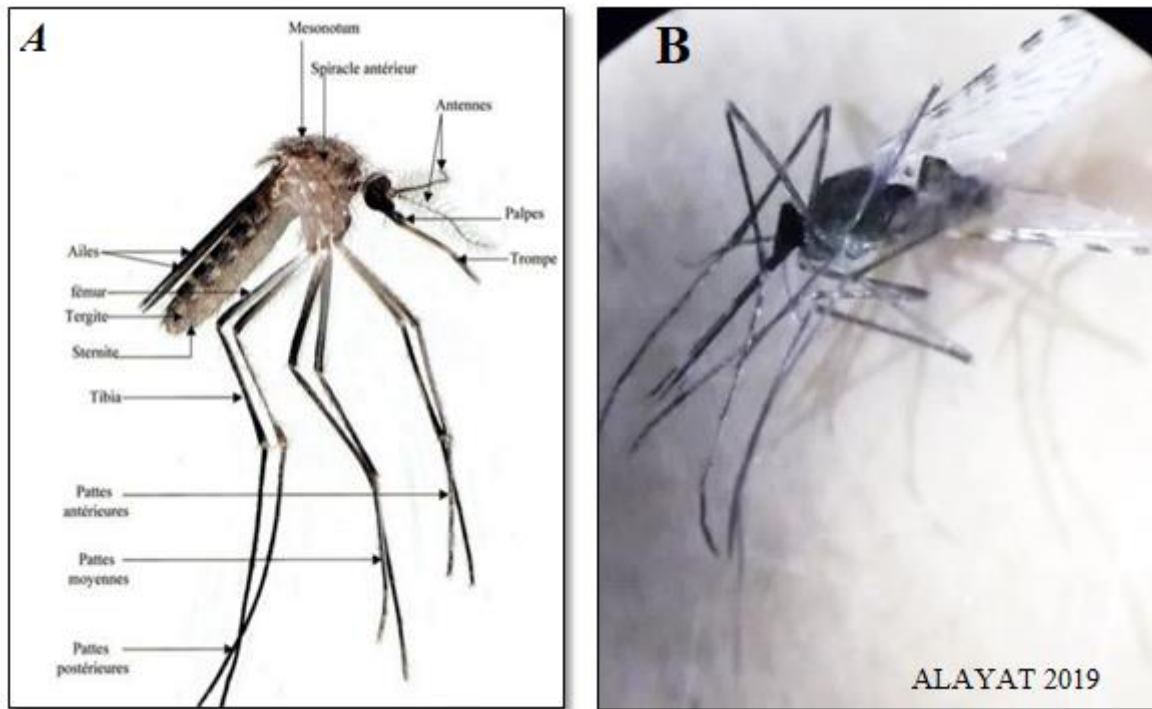 A
Mesonotum
Spiracle antérieur
Antennes
Palpes
Trompe
Ailes
fémur
Tergite
Sternite
Tibia
Pattes
antérieures
Pattes
moyennes
Pattes
postérieures
B
ALAYAT 2019